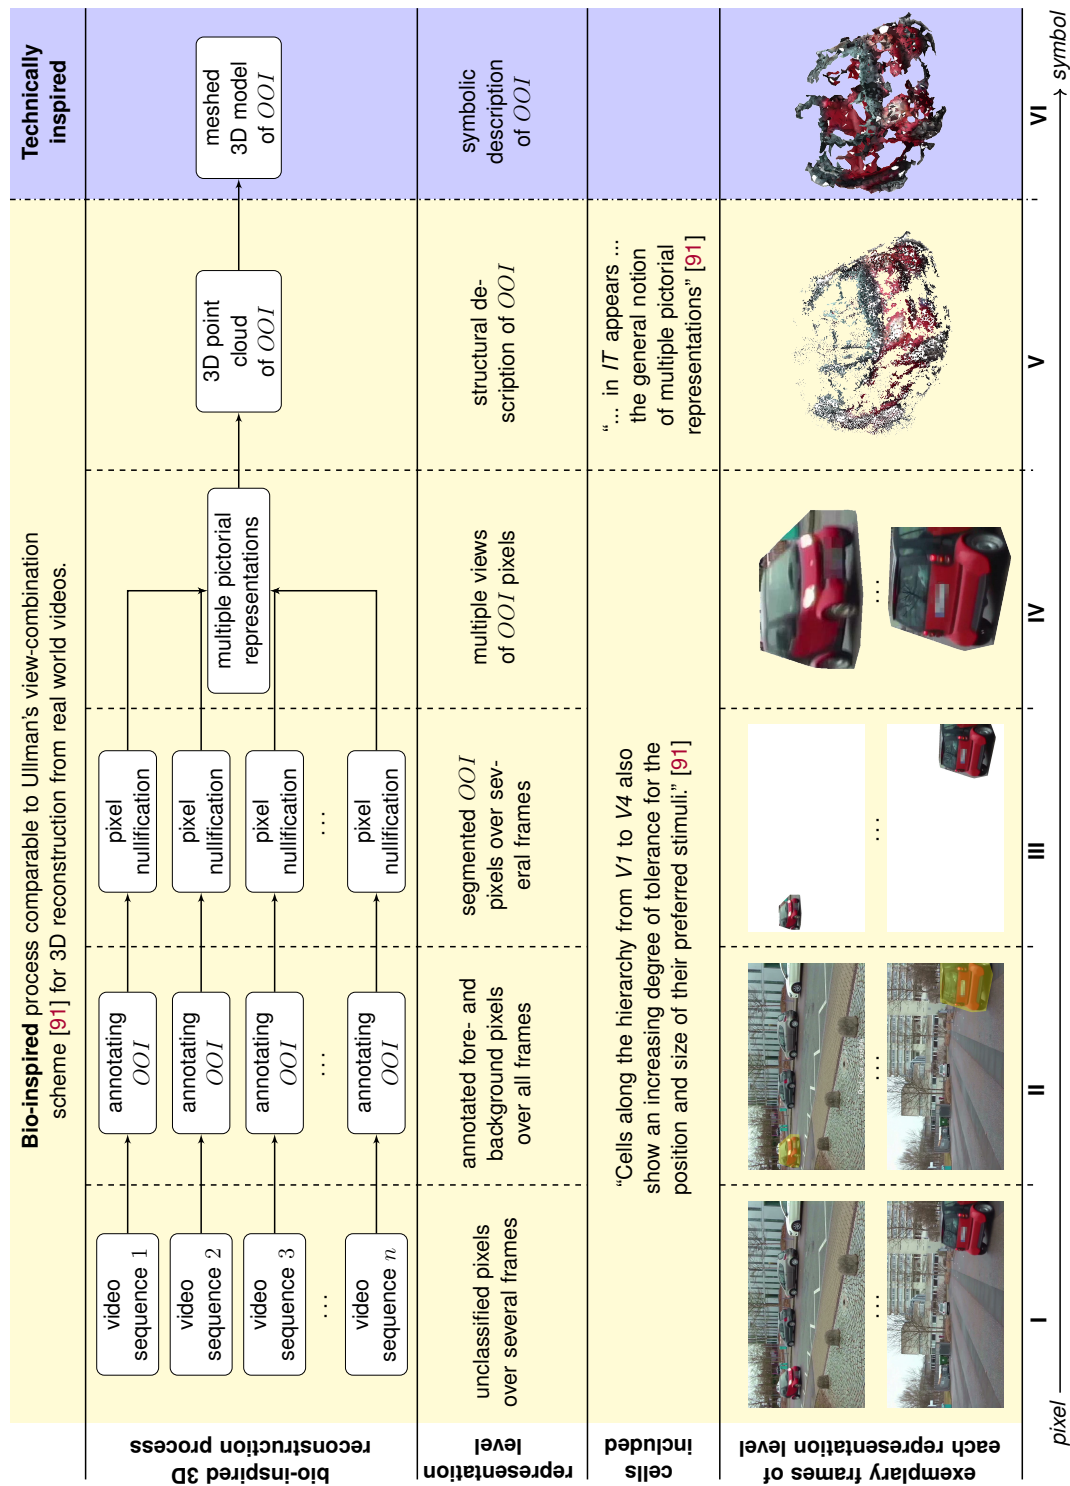 Bio-inspired process comparable to Ullman's view-combination
scheme [91] for 3D reconstruction from real world videos.
Technically
inspired
bio-inspired 3D
reconstruction process
video
sequence 1
video
sequence 2
video
sequence 3
...
video
sequence n
annotating
OOI
annotating
OOI
annotating
OOI
...
annotating
OOI
pixel
nullification
pixel
nullification
pixel
nullification
...
pixel
nullification
multiple pictorial
representations
3D point
cloud
of OOI
meshed
3D model
of OOI
representation
level
unclassified pixels
over several frames
annotated fore- and
background pixels
over all frames
segmented OOI
pixels over sev-
eral frames
multiple views
of OOI pixels
structural de-
scription of OOI
symbolic
description
of OOI
included
cells
“Cells along the hierarchy from V1 to V4 also
show an increasing degree of tolerance for the
position and size of their preferred stimuli.” [91]
“... in IT appears ...
the general notion
of multiple pictorial
representations” [91]
exemplary frames of
each representation level
...
...
...
...
I
II
III
IV
V
VI
pixel
symbol